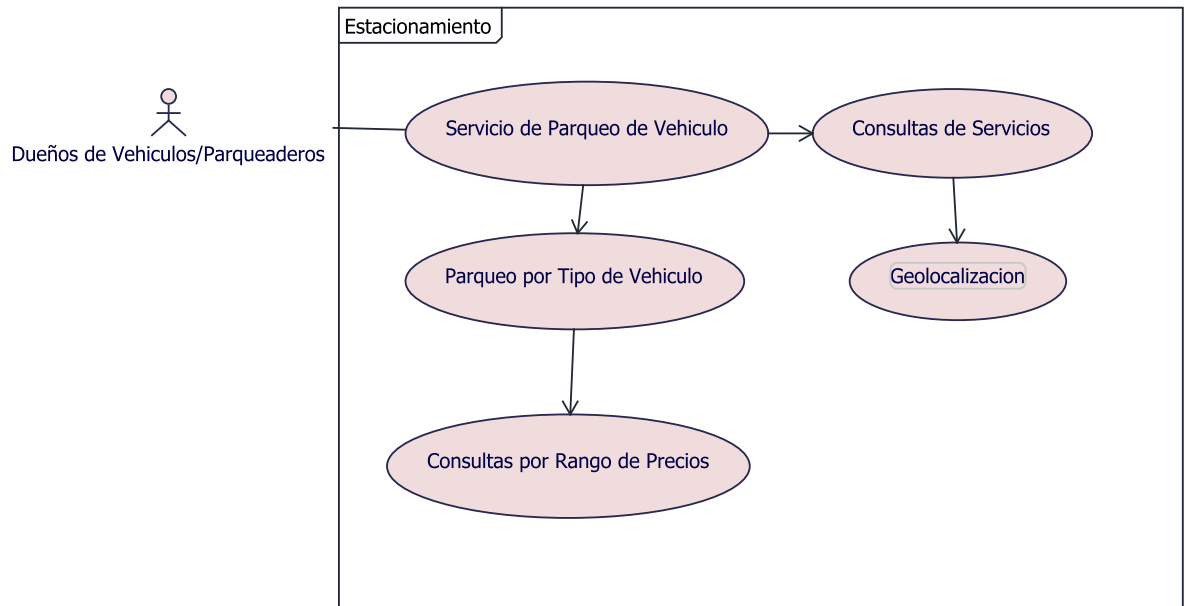 Estacionamiento
Dueños de Vehiculos/Parqueaderos
Servicio de Parqueo de Vehiculo
Consultas de Servicios
Parqueo por Tipo de Vehiculo
Geolocalizacion
Consultas por Rango de Precios